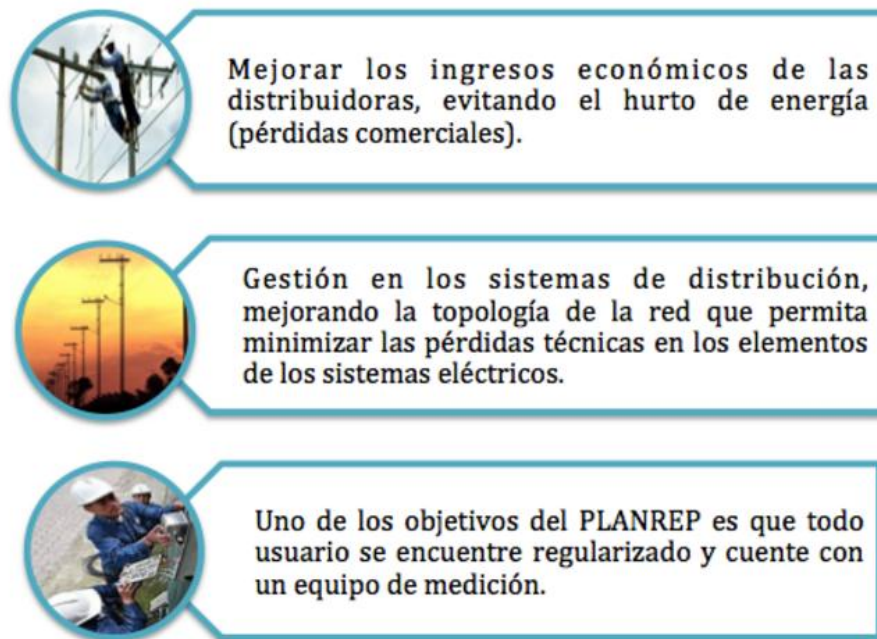 Mejorar los ingresos económicos de las
distribuidoras, evitando el hurto de energía
(pérdidas comerciales).
Gestión en los sistemas de distribución,
mejorando la topología de la red que permita
minimizar las pérdidas técnicas en los elementos
de los sistemas eléctricos.
Uno de los objetivos del PLANREP es que todo
usuario se encuentre regularizado y cuente con
un equipo de medición.